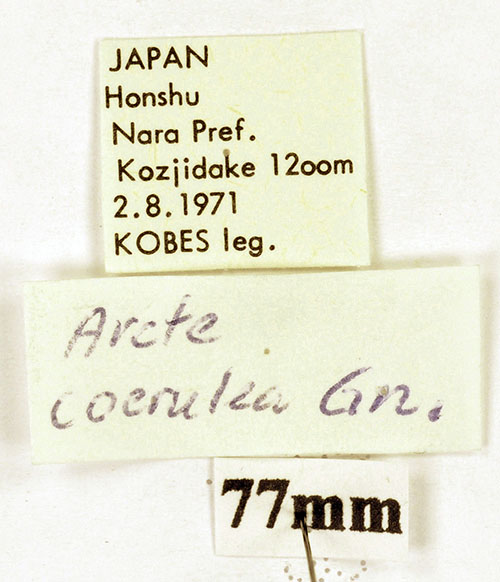 JAPAN
Honshu
Nara Pref.
Kozjidake 12oom
2.8.1971
KOBES leg.
Arcte
coerulea Gn.
77mm